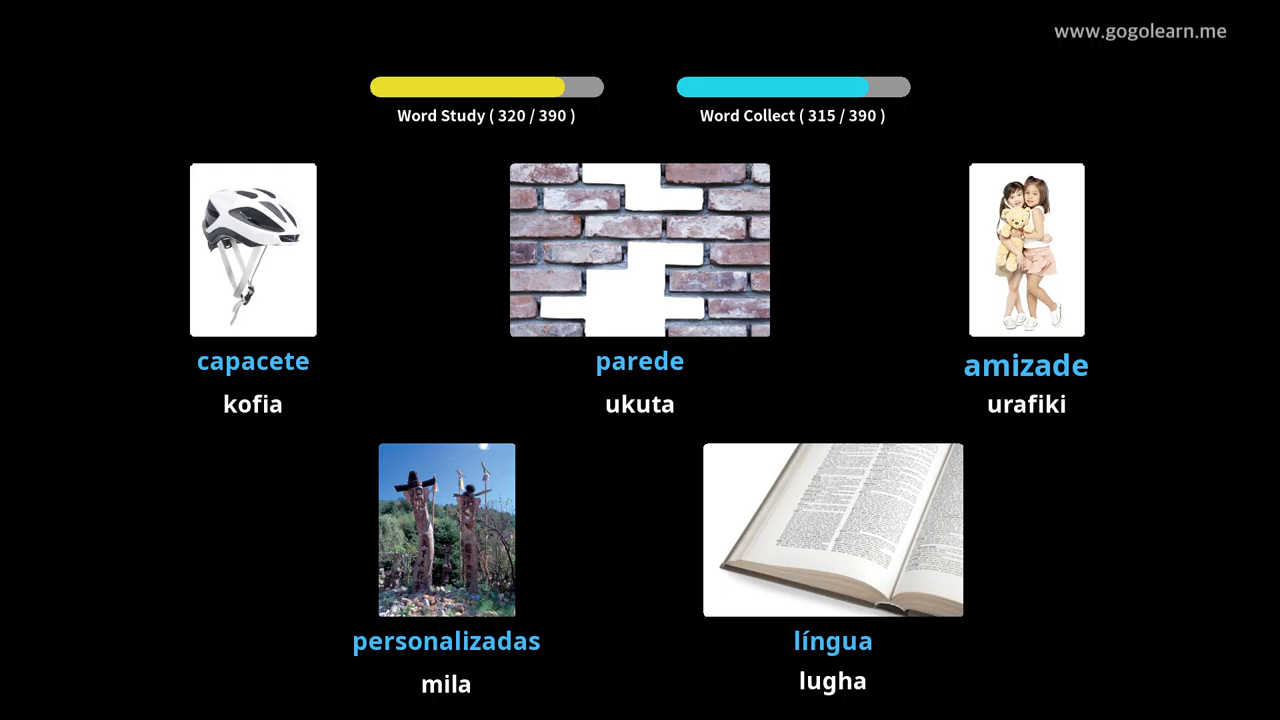 www.gogolearn.me
Word Study ( 320 / 390 )
Word Collect ( 315 / 390 )
capacete
parede
amizade
kofia
ukuta
urafiki
personalizadas
língua
mila
lugha